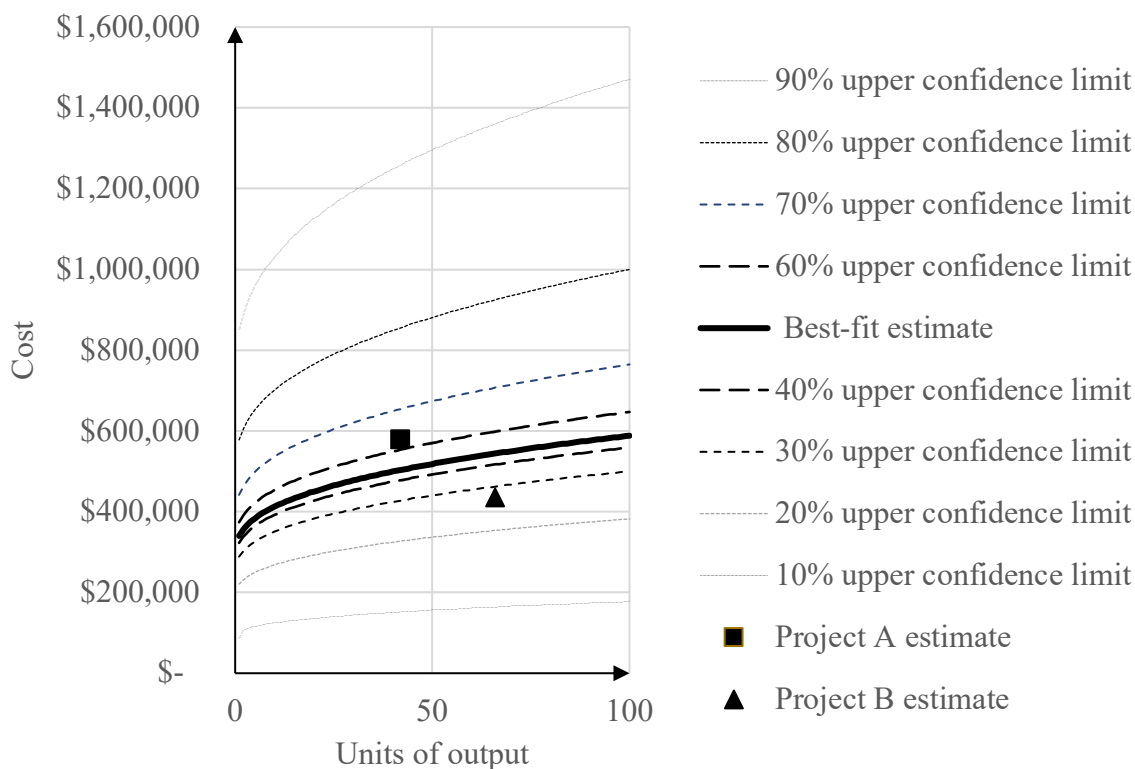 $1,600,000
$1,400,000
$1,200,000
$1,000,000
$800,000
$600,000
$400,000
$200,000
$-
Cost
0
50
100
Units of output
90% upper confidence limit
80% upper confidence limit
70% upper confidence limit
60% upper confidence limit
Best-fit estimate
40% upper confidence limit
30% upper confidence limit
20% upper confidence limit
10% upper confidence limit
Project A estimate
Project B estimate